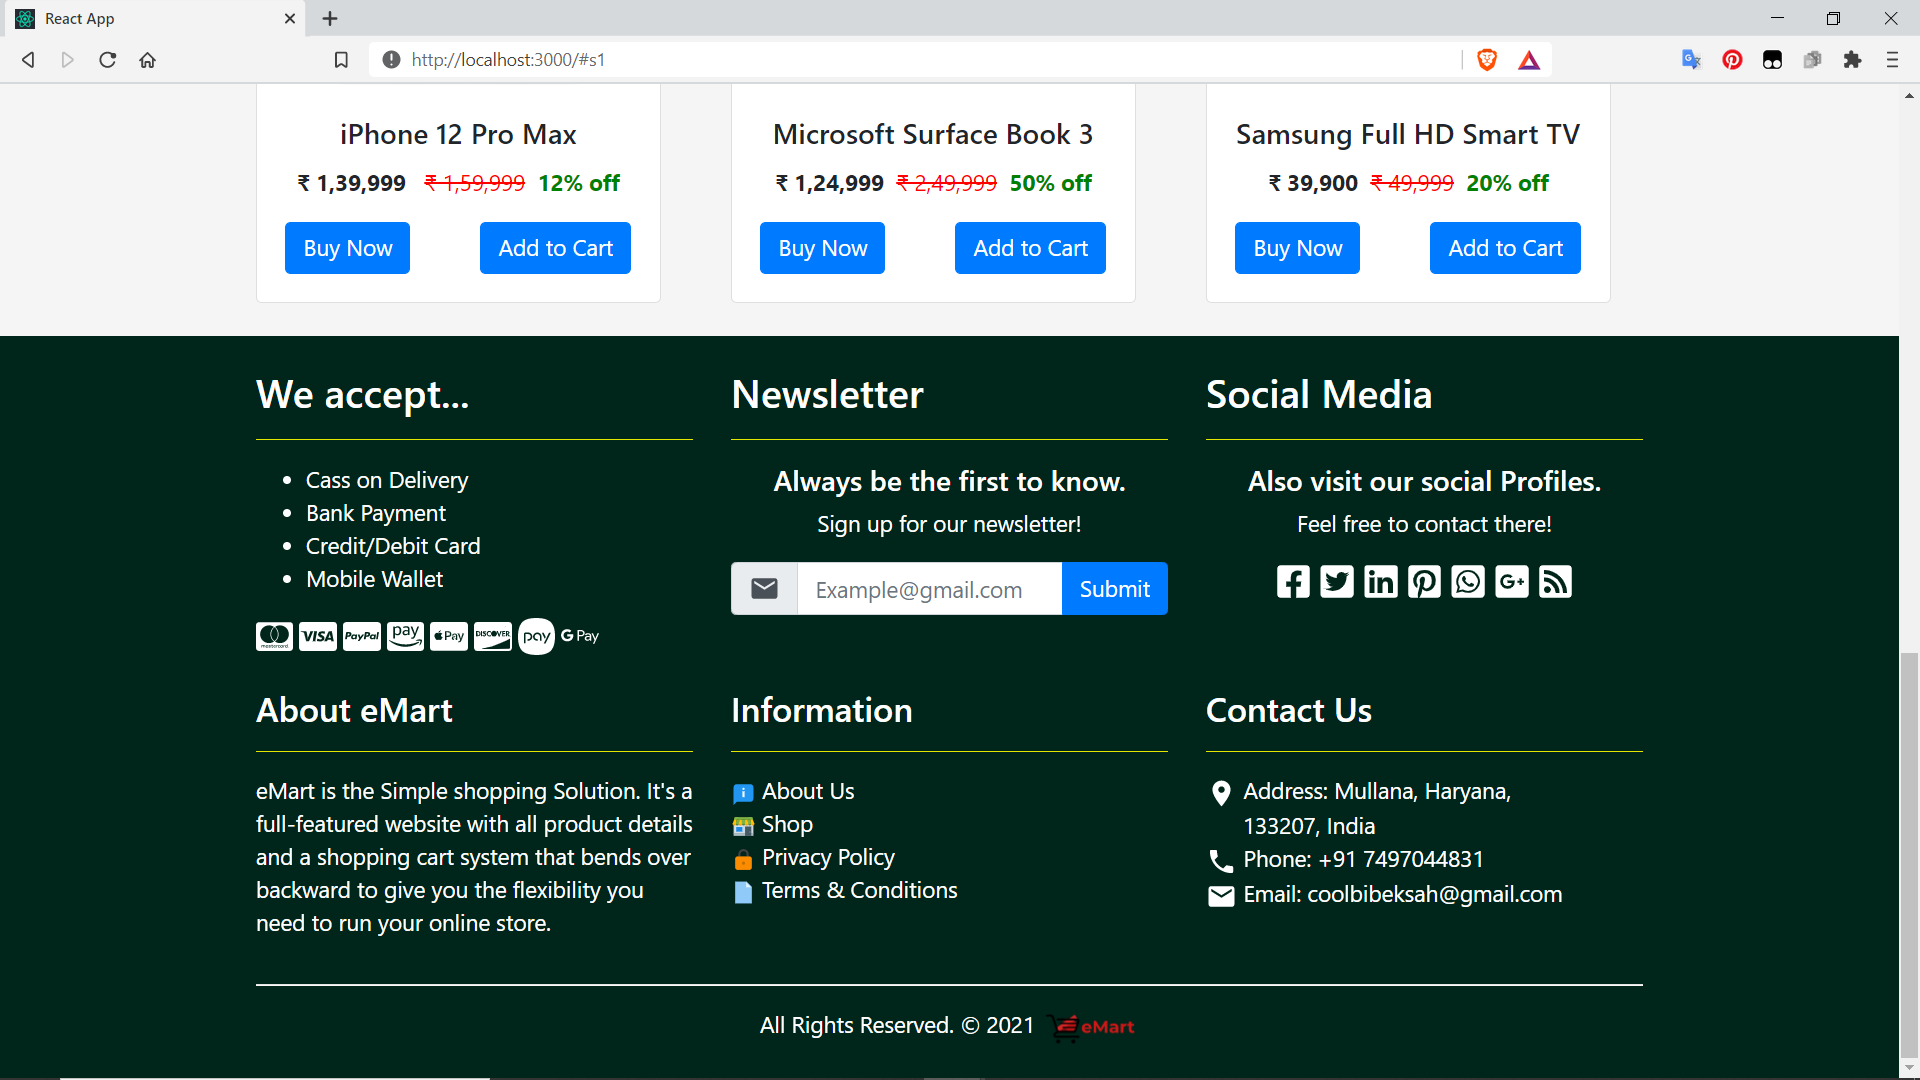 React App
http://localhost:3000/#s1
iPhone 12 Pro Max
₹ 1,39,999 ₹ 1,59,999 12% off
Buy Now Add to Cart
Microsoft Surface Book 3
₹ 1,24,999 ₹ 2,49,999 50% off
Buy Now Add to Cart
Samsung Full HD Smart TV
₹ 39,900 ₹ 49,999 20% off
Buy Now Add to Cart
We accept...
Cass on Delivery
Bank Payment
Credit/Debit Card
Mobile Wallet
mastercard VISA PayPal pay Pay DISCOVER pay G Pay
Newsletter
Always be the first to know.
Sign up for our newsletter!
Example@gmail.com Submit
Social Media
Also visit our social Profiles.
Feel free to contact there!
About eMart
eMart is the Simple shopping Solution. It's a
full-featured website with all product details
and a shopping cart system that bends over
backward to give you the flexibility you
need to run your online store.
Information
About Us
Shop
Privacy Policy
Terms & Conditions
Contact Us
Address: Mullana, Haryana,
133207, India
Phone: +91 7497044831
Email: coolbibeksah@gmail.com
All Rights Reserved. © 2021 eMart